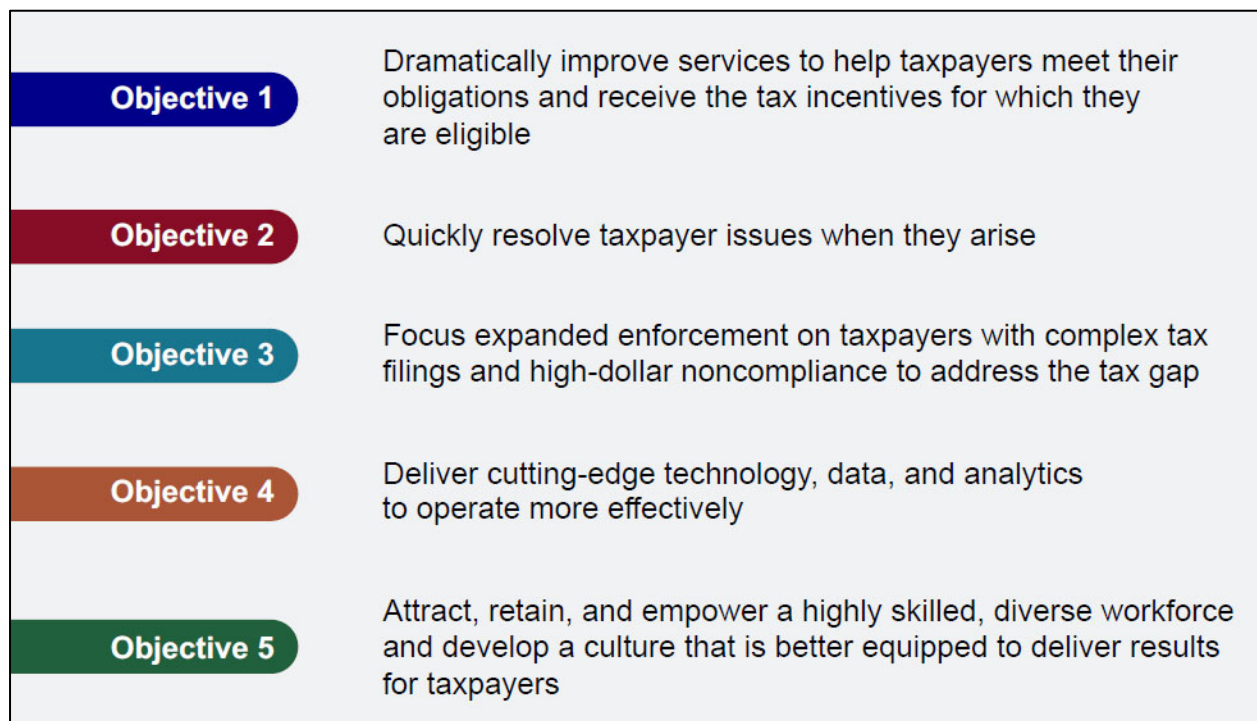 Objective 1
Dramatically improve services to help taxpayers meet their
obligations and receive the tax incentives for which they
are eligible
Objective 2
Quickly resolve taxpayer issues when they arise
Objective 3
Focus expanded enforcement on taxpayers with complex tax
filings and high-dollar noncompliance to address the tax gap
Objective 4
Deliver cutting-edge technology, data, and analytics
to operate more effectively
Objective 5
Attract, retain, and empower a highly skilled, diverse workforce
and develop a culture that is better equipped to deliver results
for taxpayers